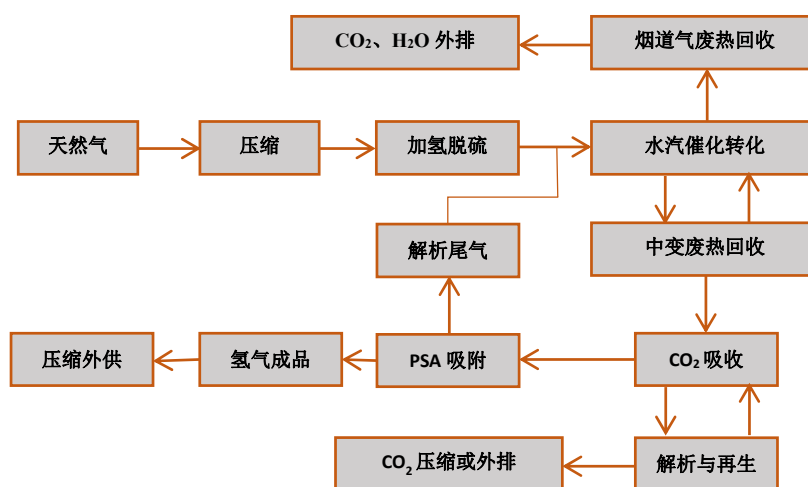 CO₂、H₂O 外排
烟道气废热回收
天然气
压缩
加氢脱硫
水汽催化转化
解析尾气
中变废热回收
压缩外供
氢气成品
PSA 吸附
CO₂ 吸收
CO₂ 压缩或外排
解析与再生